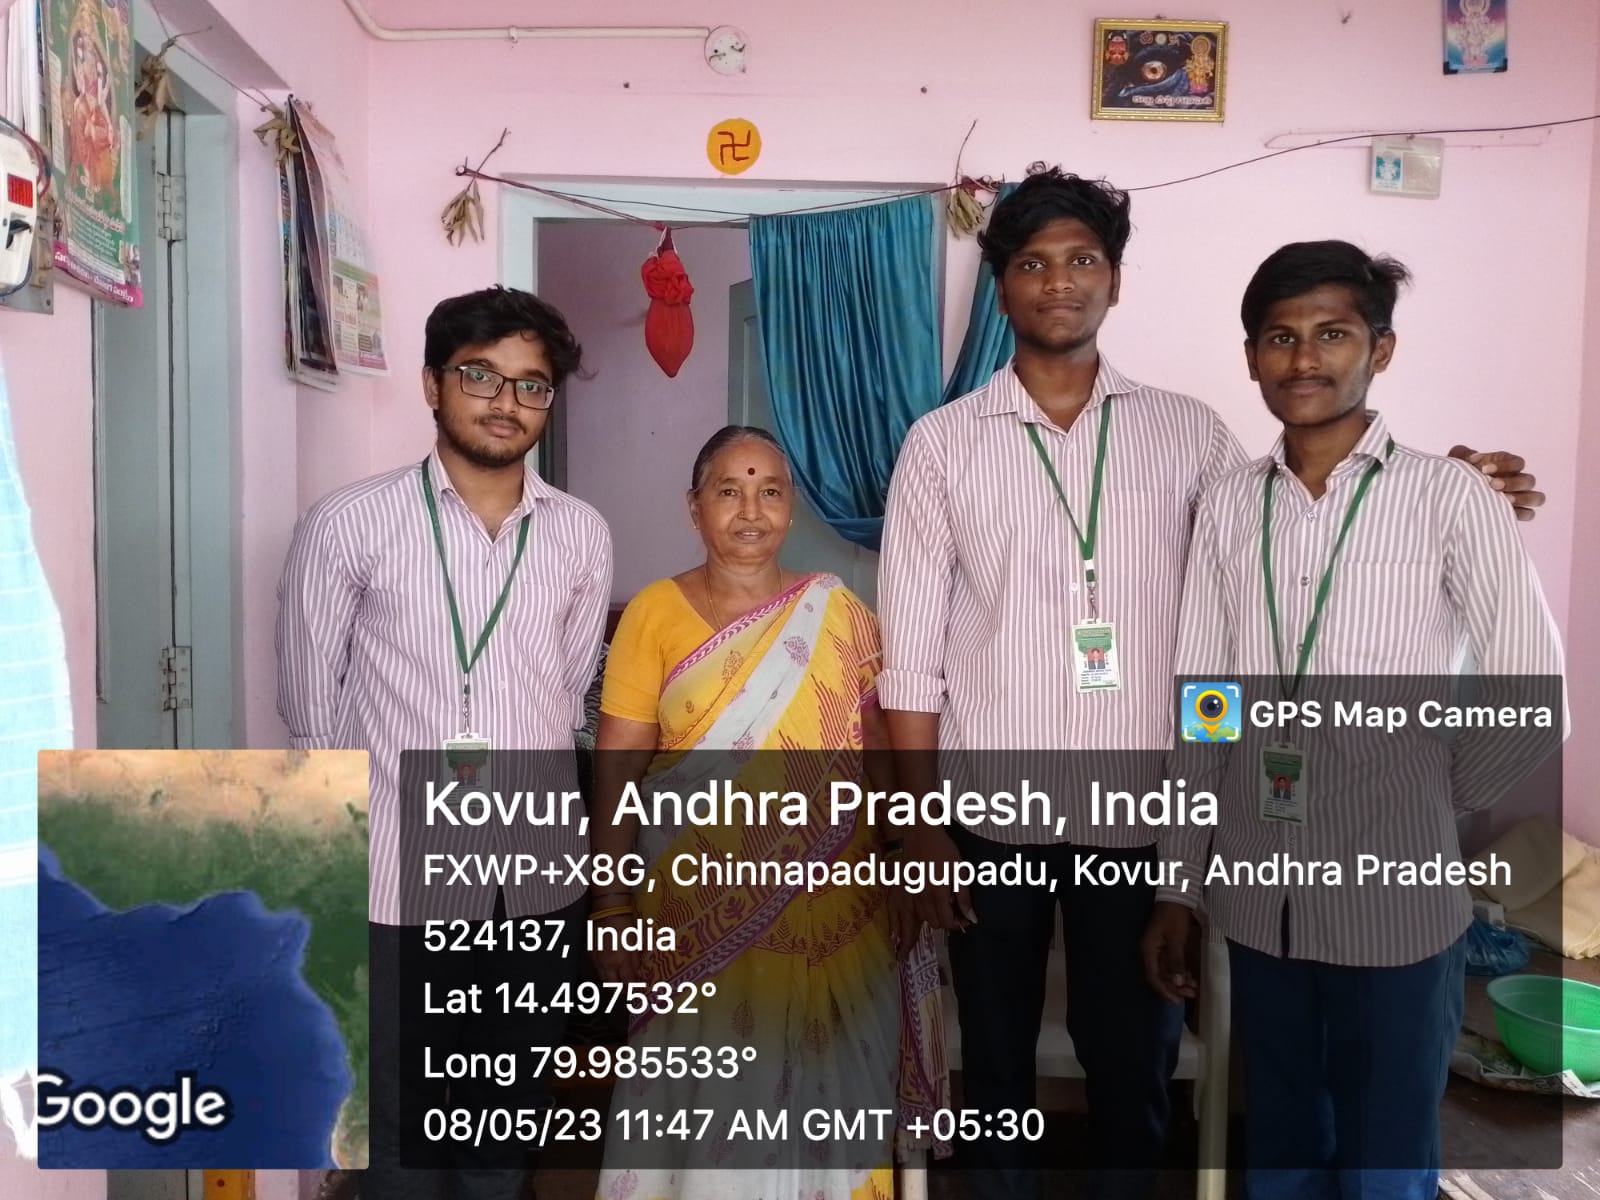 GPS Map Camera
Kovur, Andhra Pradesh, India
FXWP+X8G, Chinnapadugupadu, Kovur, Andhra Pradesh
524137, India
Lat 14.497532°
Long 79.985533°
08/05/23 11:47 AM GMT +05:30
Google